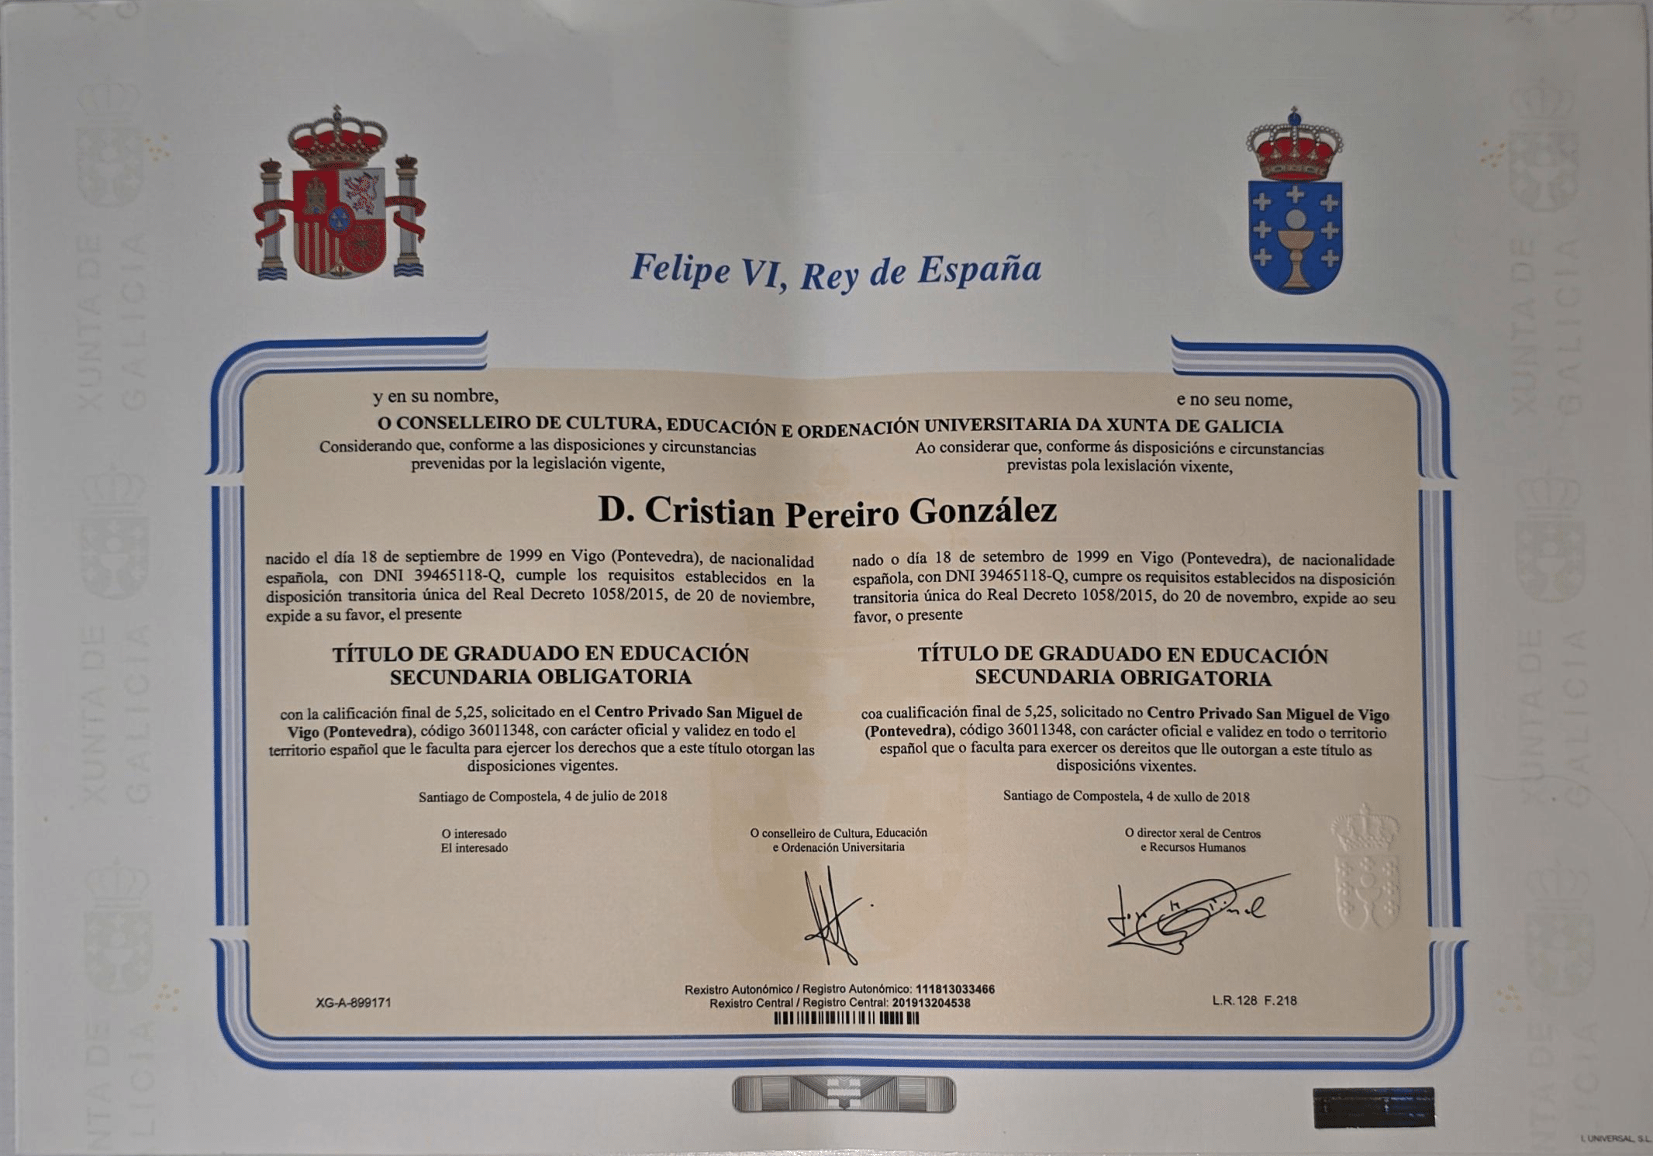 Felipe VI, Rey de España
y en su nombre,
e no seu nome,
O CONSELLEIRO DE CULTURA, EDUCACIÓN E ORDENACIÓN UNIVERSITARIA DA XUNTA DE GALICIA
Considerando que, conforme a las disposiciones y circunstancias
prevenidas por la legislación vigente,
Ao considerar que, conforme ás disposicións e circunstancias
previstas pola lexislación vixente,
D. Cristian Pereiro González
nacido el día 18 de septiembre de 1999 en Vigo (Pontevedra), de nacionalidad
española, con DNI 39465118-Q, cumple los requisitos establecidos en la
disposición transitoria única del Real Decreto 1058/2015, de 20 de noviembre,
expide a su favor, el presente
TÍTULO DE GRADUADO EN EDUCACIÓN
SECUNDARIA OBLIGATORIA
con la calificación final de 5,25, solicitado en el Centro Privado San Miguel de
Vigo (Pontevedra), código 36011348, con carácter oficial y validez en todo el
territorio español que le faculta para ejercer los derechos que a este título otorgan las
disposiciones vigentes.
Santiago de Compostela, 4 de julio de 2018
nado o día 18 de setembro de 1999 en Vigo (Pontevedra), de nacionalidade
española, con DNI 39465118-Q, cumpre os requisitos establecidos na disposición
transitoria única do Real Decreto 1058/2015, do 20 de novembro, expide ao seu
favor, o presente
TÍTULO DE GRADUADO EN EDUCACIÓN
SECUNDARIA OBRIGATORIA
coa cualificación final de 5,25, solicitado no Centro Privado San Miguel de Vigo
(Pontevedra), código 36011348, con carácter oficial e validez en todo o territorio
español que o faculta para exercer os dereitos que lle outorgan a este título as
disposicións vixentes.
Santiago de Compostela, 4 de xullo de 2018
O interesado
El interesado
O conselleiro de Cultura, Educación
e Ordenación Universitaria
O director xeral de Centros
e Recursos Humanos
XG-A-899171
Rexistro Autonómico / Registro Autonómico: 111813033466
Rexistro Central / Registro Central: 201913204538
L.R. 128 F.218
I. UNIVERSAL, S.L.
XUNTA DE
GALICIA
XUNTA DE
GALICIA
XUNTA DE
GALICIA
XUNTA DE
GALICIA